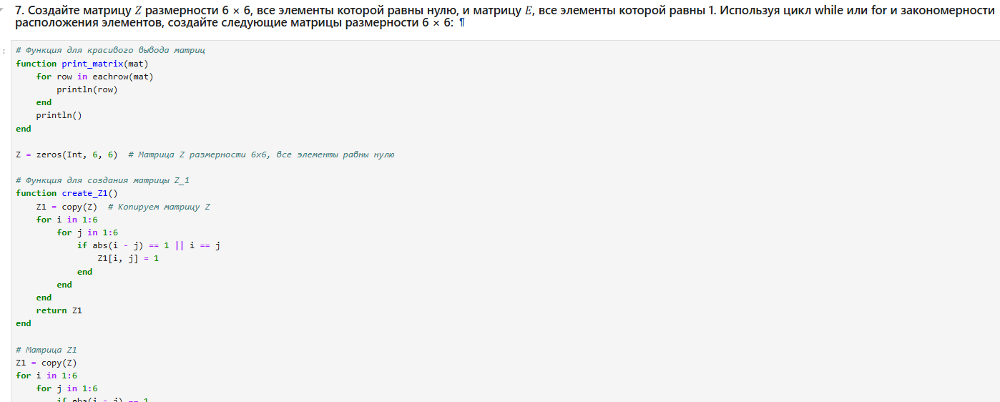 7. Создайте матрицу Z размерности 6 × 6, все элементы которой равны нулю, и матрицу E, все элементы которой равны 1. Используя цикл while или for и закономерности
расположения элементов, создайте следующие матрицы размерности 6 × 6: ¶
# Функция для красивого вывода матриц
function print_matrix(mat)
    for row in eachrow(mat)
        println(row)
    end
    println()
end
Z = zeros(Int, 6, 6)  # Матрица Z размерности 6x6, все элементы равны нулю
# Функция для создания матрицы Z_1
function create_Z1()
    Z1 = copy(Z)  # Копируем матрицу Z
    for i in 1:6
        for j in 1:6
            if abs(i - j) == 1 || i == j
                Z1[i, j] = 1
            end
        end
    end
    return Z1
end
# Матрица Z1
Z1 = copy(Z)
for i in 1:6
    for j in 1:6
        if abs(i - j) == 1